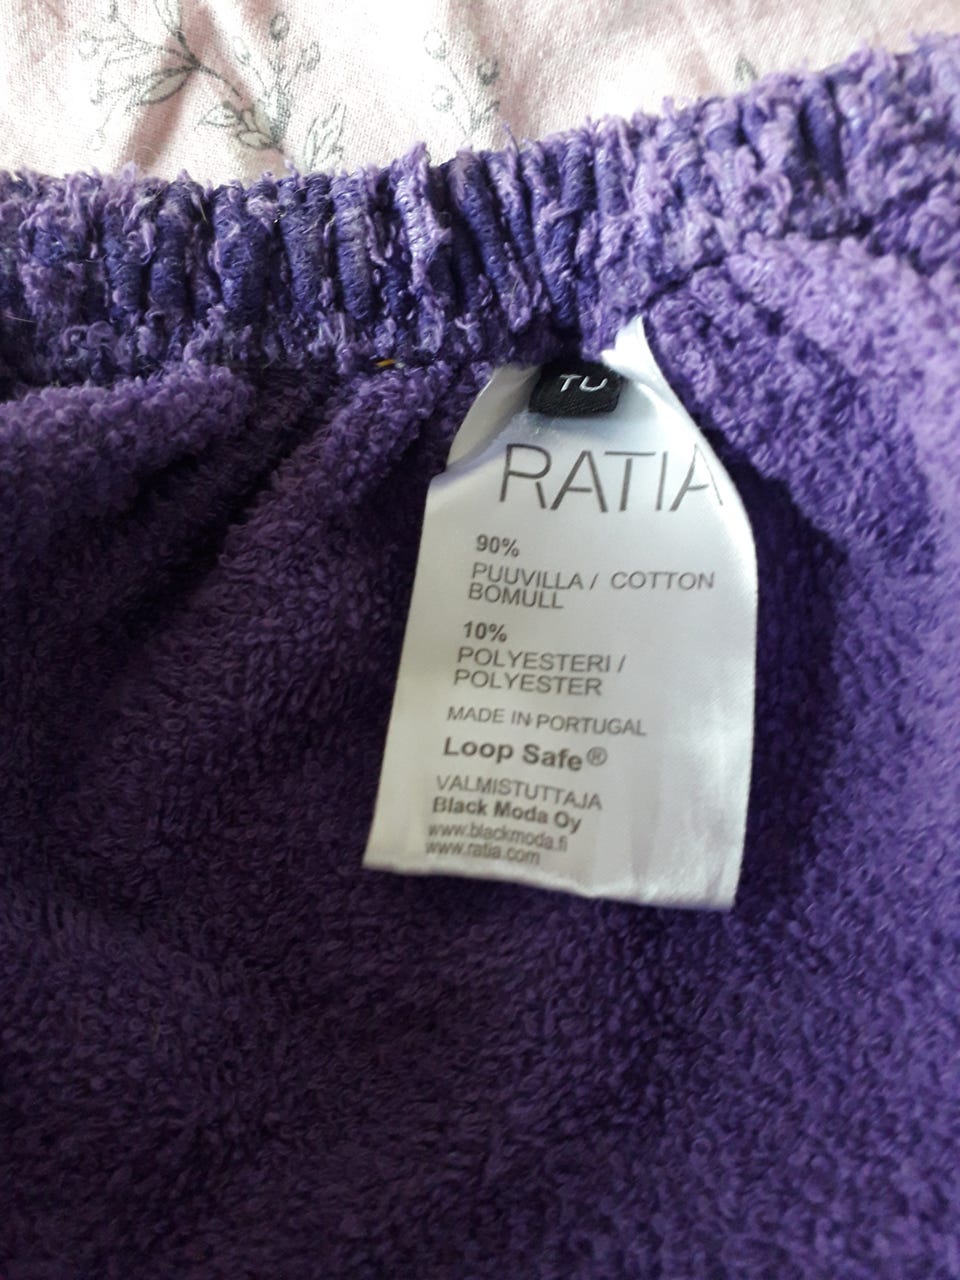 TU
RATIA
90%
PUUVILLA / COTTON
BOMULL
10%
POLYESTERI /
POLYESTER
MADE IN PORTUGAL
Loop Safe®
VALMISTUTTAJA
Black Moda Oy
www.blackmoda.fi
www.ratia.com